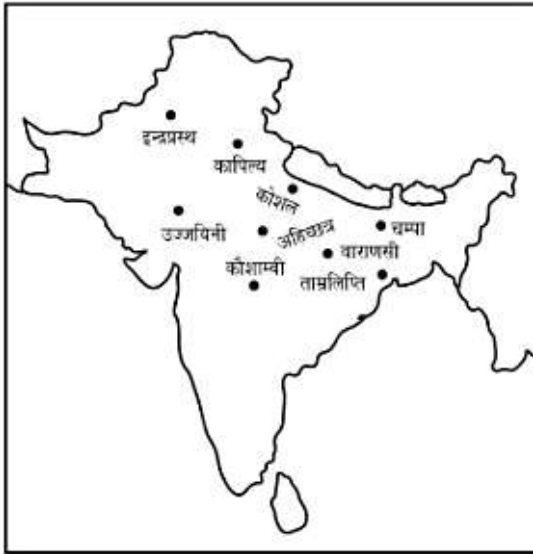 इन्द्रप्रस्थ
कापिल्य
कोशल
उज्जयिनी
अहिच्छत्र
चम्पा
वाराणसी
कौशाम्वी
ताम्रलिप्ति